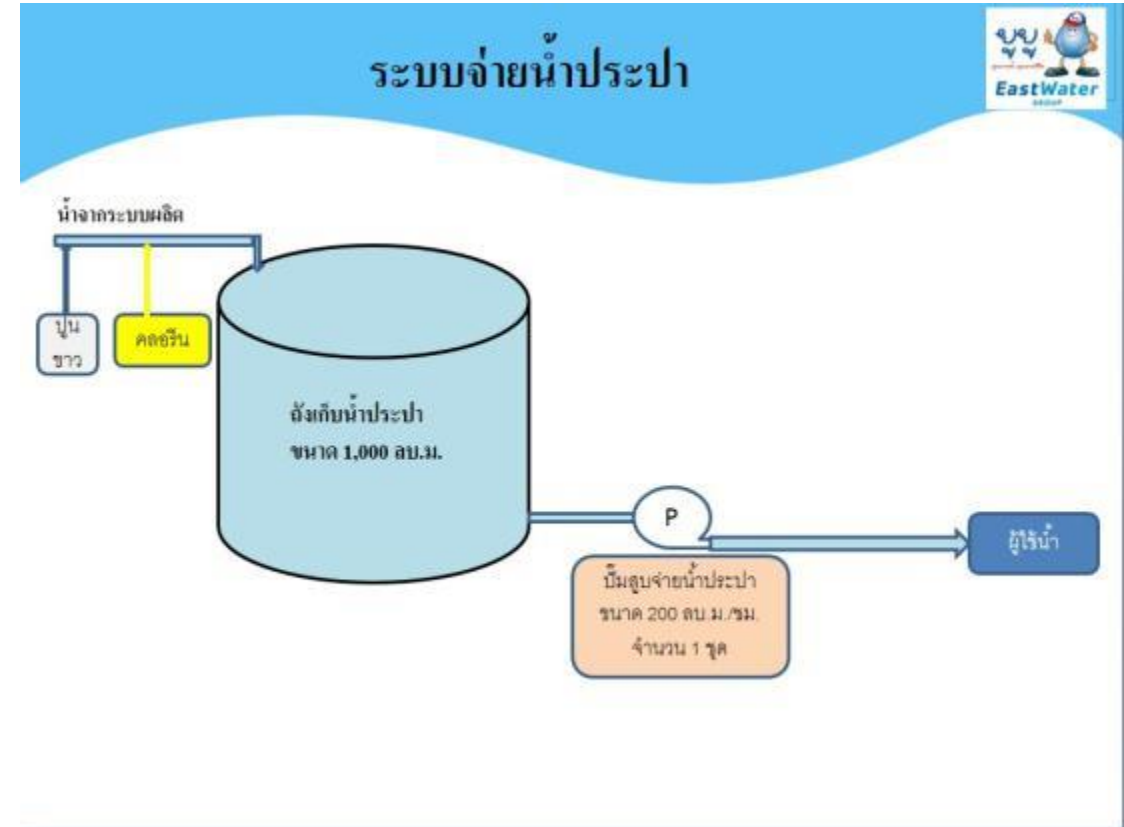 ระบบจ่ายน้ำประปา
EastWater
GROUP
น้ำจากระบบผลิต
ปูน
ขาว
คลอรีน
ถังเก็บน้ำประปา
ขนาด 1,000 ลบ.ม.
P
ผู้ใช้น้ำ
ปั๊มสูบจ่ายน้ำประปา
ขนาด 200 ลบ.ม./ชม.
จำนวน 1 ชุด